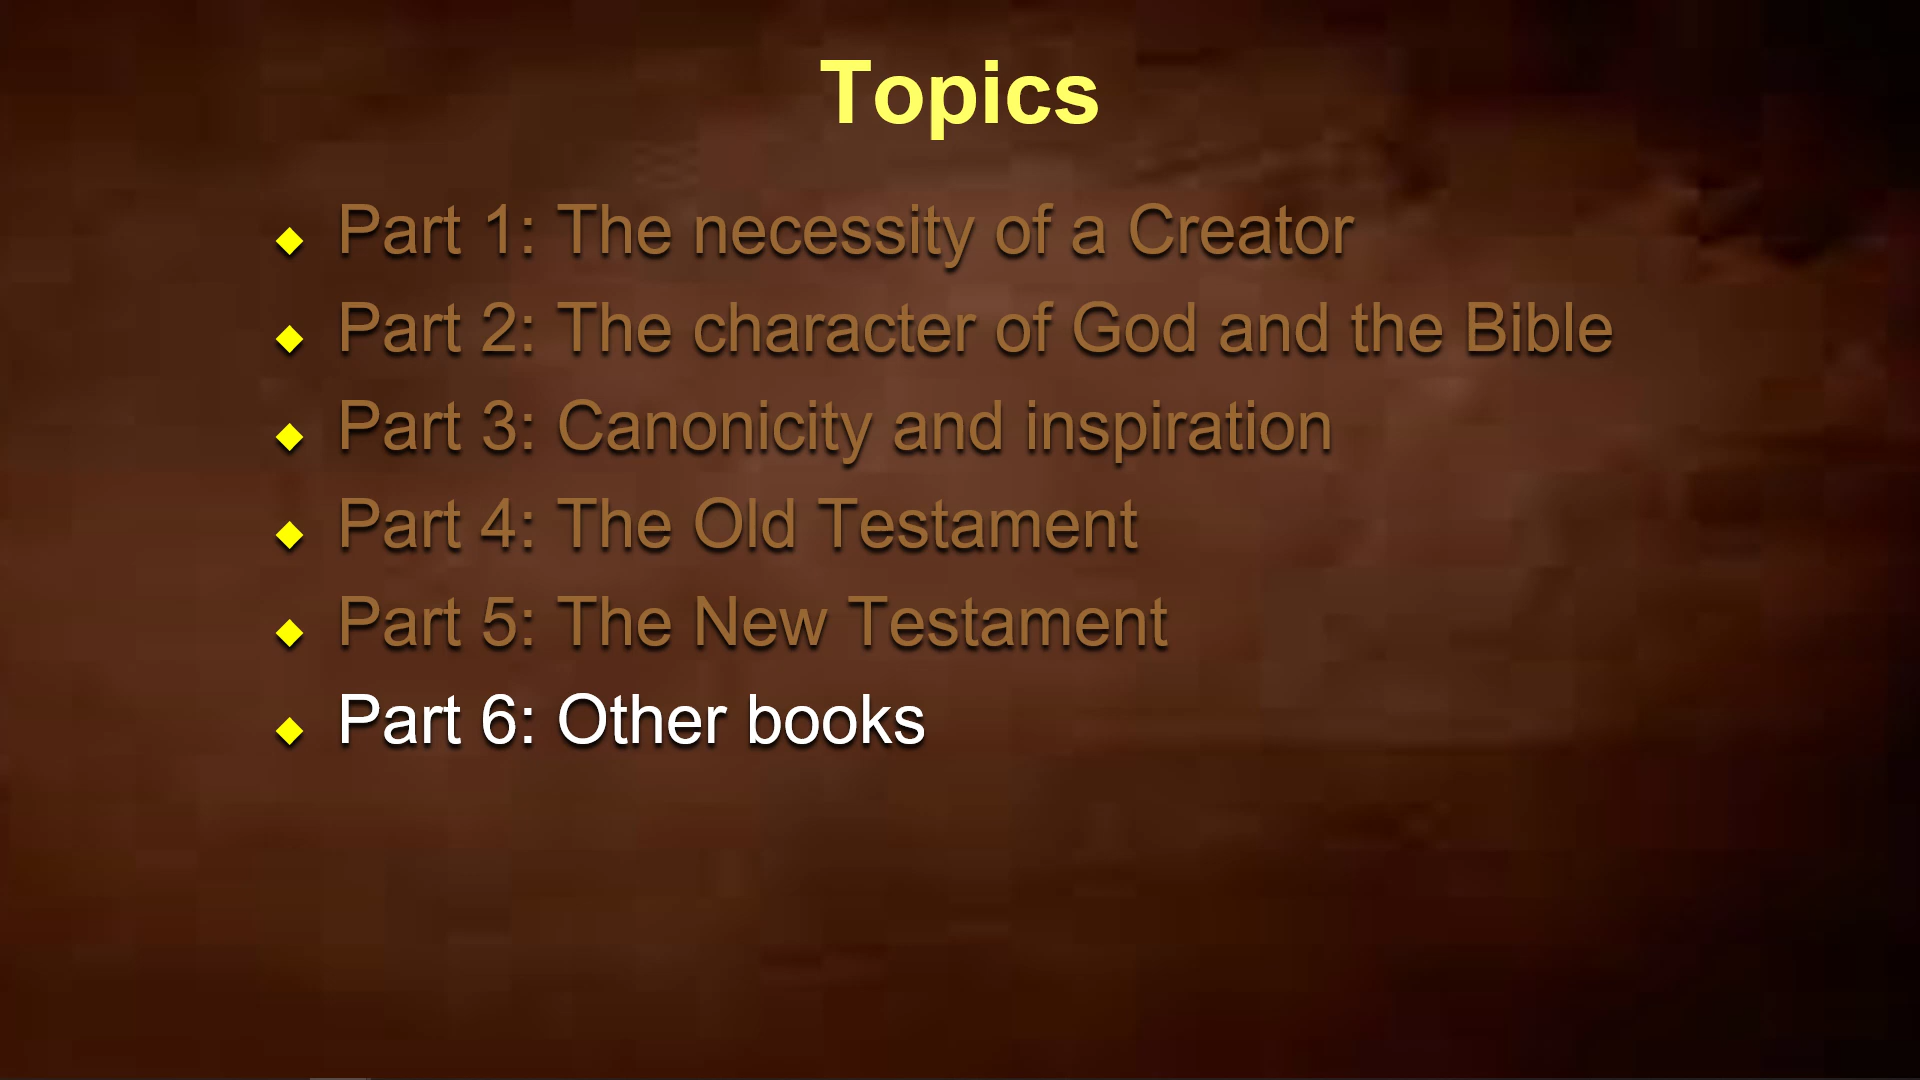 Topics
Part 1: The necessity of a Creator
Part 2: The character of God and the Bible
Part 3: Canonicity and inspiration
Part 4: The Old Testament
Part 5: The New Testament
Part 6: Other books